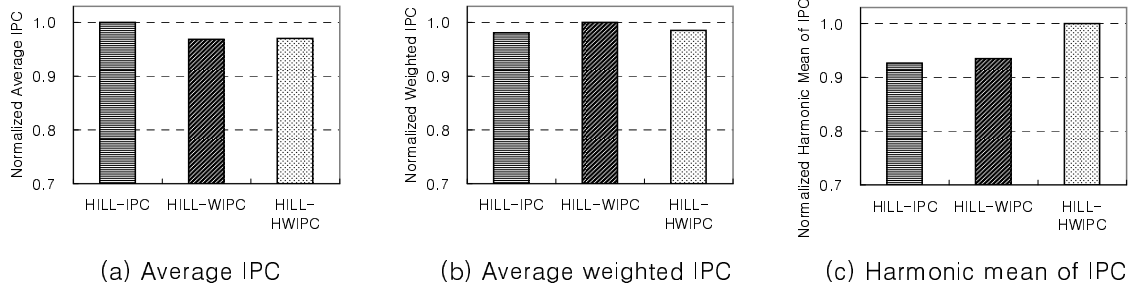 Normalized Average IPC
1.0
0.9
0.8
0.7
HILL-IPC HILL-WIPC HILL-
HWIPC
(a) Average IPC
Normalized Weighted IPC
1.0
0.9
0.8
0.7
HILL-IPC HILL-WIPC HILL-
HWIPC
(b) Average weighted IPC
Normalized Harmonic Mean of IPC
1.0
0.9
0.8
0.7
HILL-IPC HILL-WIPC HILL-
HWIPC
(c) Harmonic mean of IPC